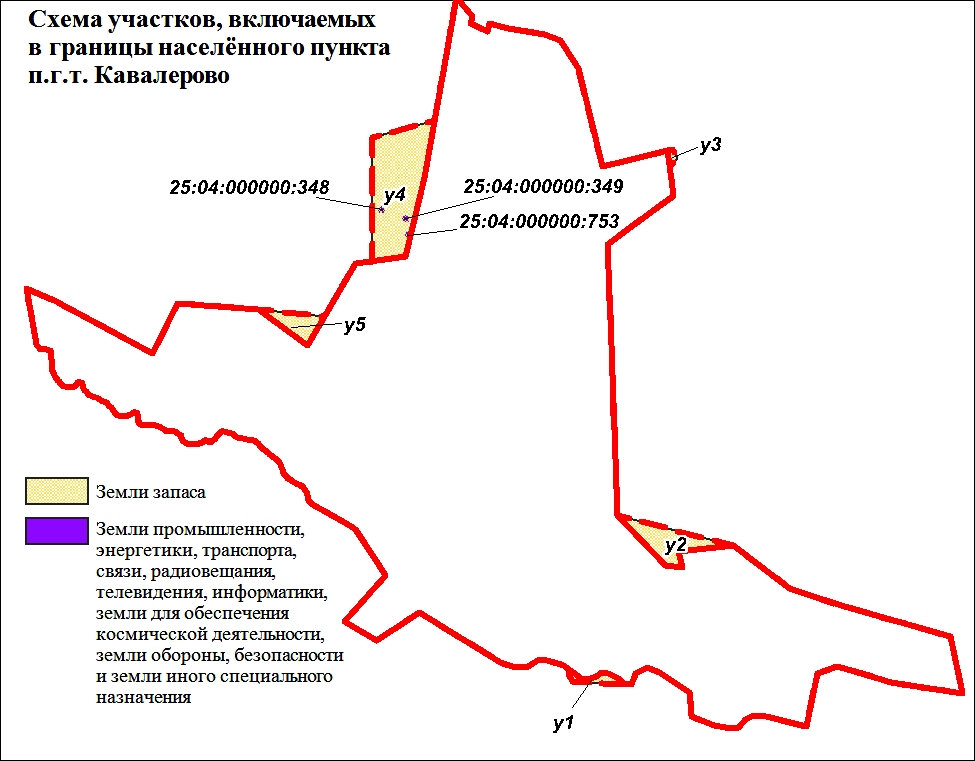 Схема участков, включаемых
в границы населённого пункта
п.г.т. Кавалерово
у3
25:04:000000:348
у4
25:04:000000:349
25:04:000000:753
у5
Земли запаса
Земли промышленности,
энергетики, транспорта,
связи, радиовещания,
телевидения, информатики,
земли для обеспечения
космической деятельности,
земли обороны, безопасности
и земли иного специального
назначения
у2
у1